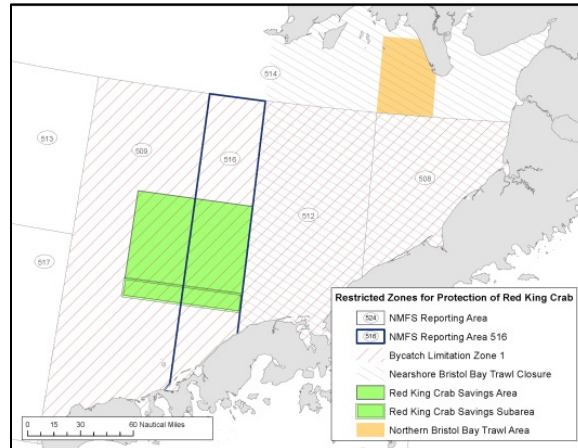 514
513
509
516
508
512
517
Restricted Zones for Protection of Red King Crab
524 NMFS Reporting Area
516 NMFS Reporting Area 516
Bycatch Limitation Zone 1
Nearshore Bristol Bay Trawl Closure
Red King Crab Savings Area
Red King Crab Savings Subarea
Northern Bristol Bay Trawl Area
0 15 30 60 Nautical Miles